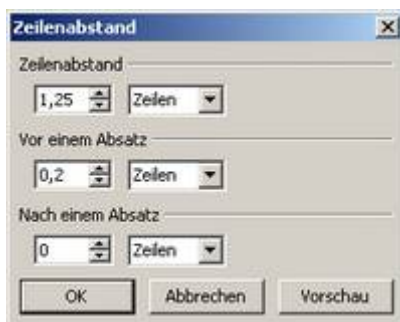 Zeilenabstand
Zeilenabstand
1,25 Zeilen
Vor einem Absatz
0,2 Zeilen
Nach einem Absatz
0 Zeilen
OK Abbrechen Vorschau